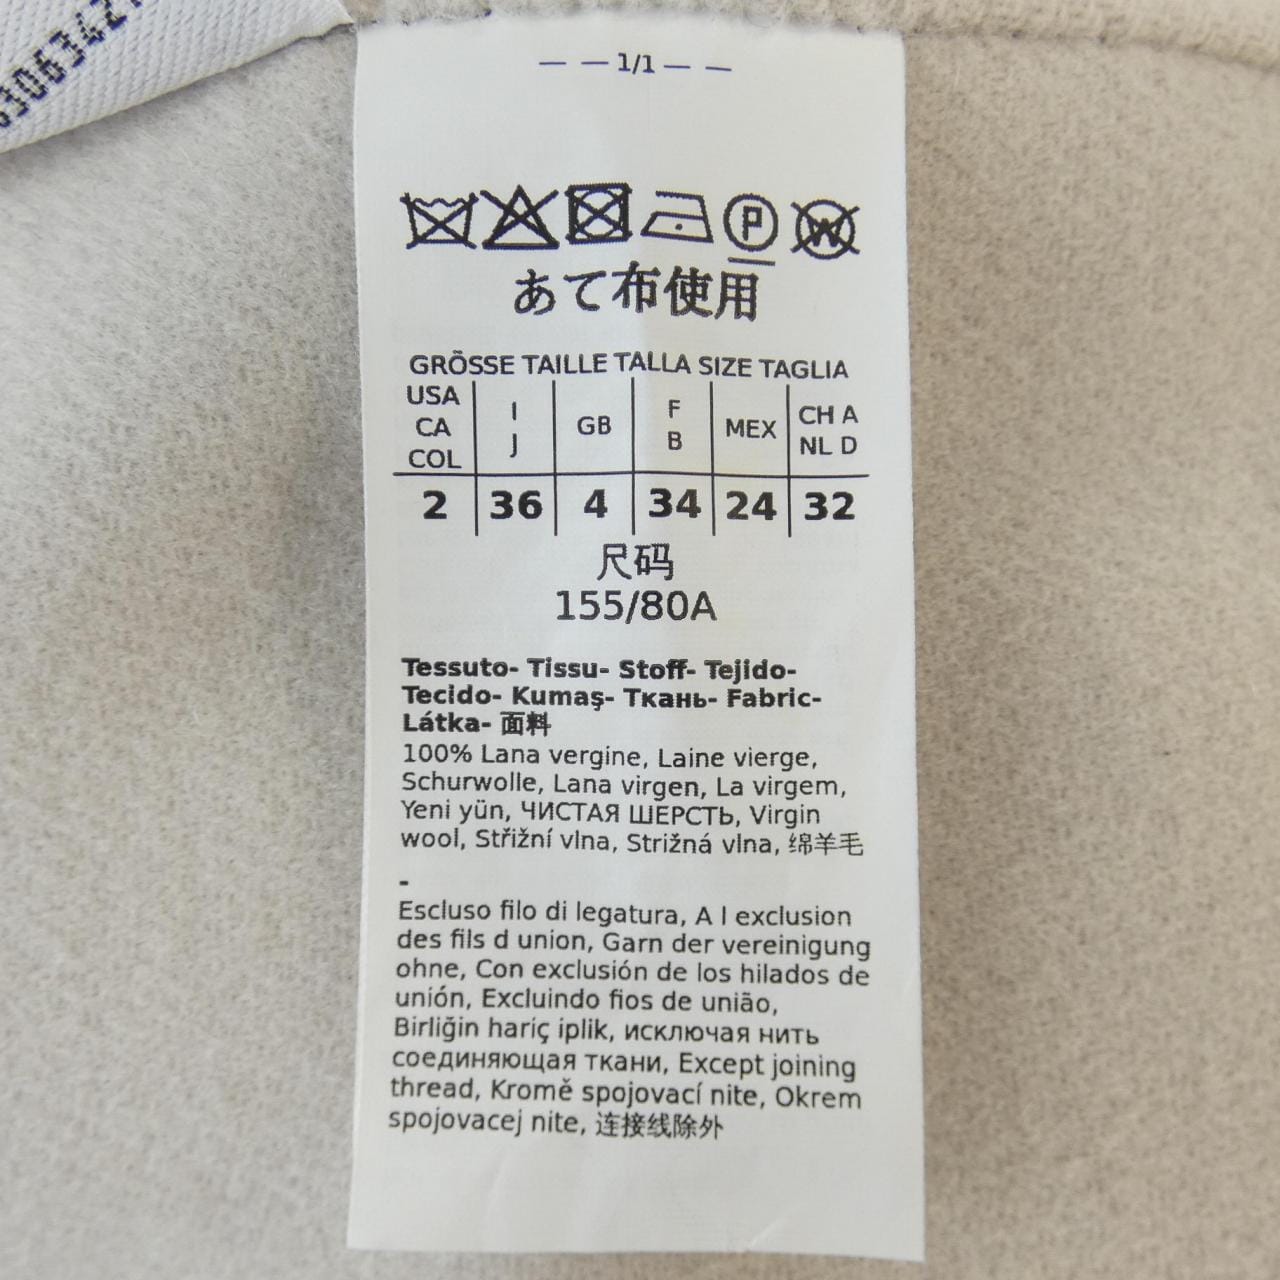 — — 1/1 — —
P W
あて布使用
GRÖSSE TAILLE TALLA SIZE TAGLIA
USA CA COL I J GB F B MEX CH A NL D
2 36 4 34 24 32
尺码
155/80A
Tessuto- Tissu- Stoff- Tejido-
Tecido- Kumaş- Ткань- Fabric-
Látka- 面料
100% Lana vergine, Laine vierge,
Schurwolle, Lana virgen, La virgem,
Yeni yün, ЧИСТАЯ ШЕРСТЬ, Virgin
wool, Střižní vlna, Strižná vlna, 绵羊毛
-
Escluso filo di legatura, A l exclusion
des fils d union, Garn der vereinigung
ohne, Con exclusión de los hilados de
unión, Excluindo fios de união,
Birliğin hariç iplik, исключая нить
соединяющая ткани, Except joining
thread, Kromě spojovací nite, Okrem
spojovacej nite, 连接线除外